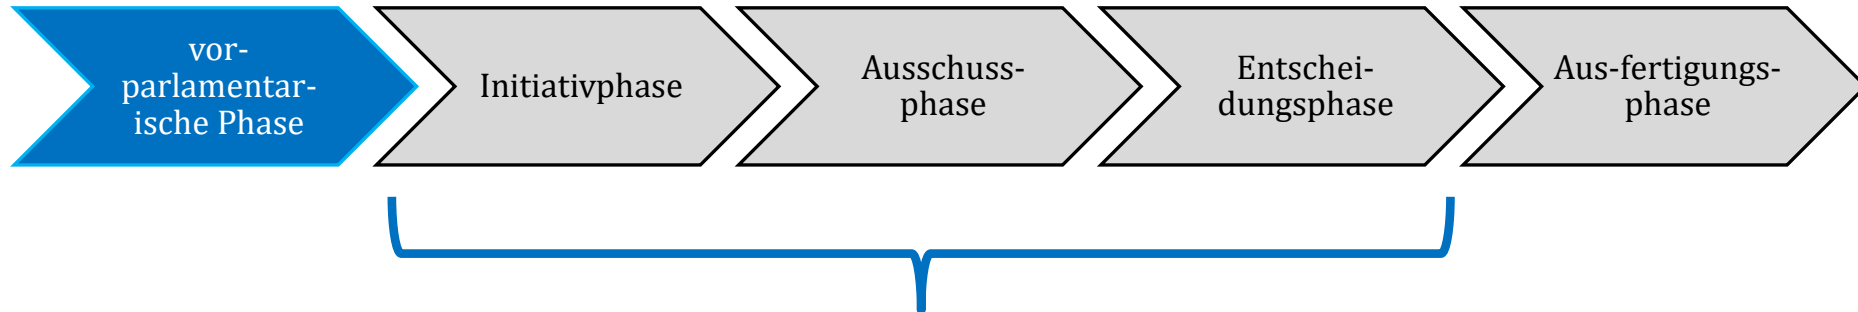 vor-
parlamentar-
ische Phase
Initiativphase
Ausschuss-
phase
Entschei-
dungsphase
Aus-fertigungs-
phase